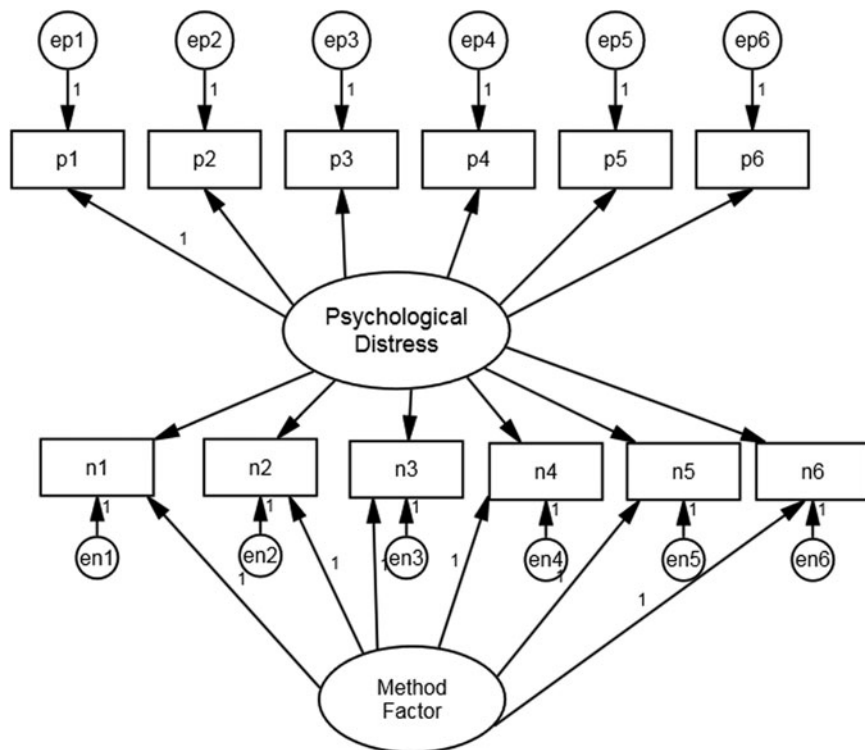 ep1 ep2 ep3 ep4 ep5 ep6
1 1 1 1 1 1
p1 p2 p3 p4 p5 p6
1
Psychological
Distress
n1 n2 n3 n4 n5 n6
1 1 1 1 1 1
en1 en2 en3 en4 en5 en6
1 1 1 1 1 1
Method
Factor